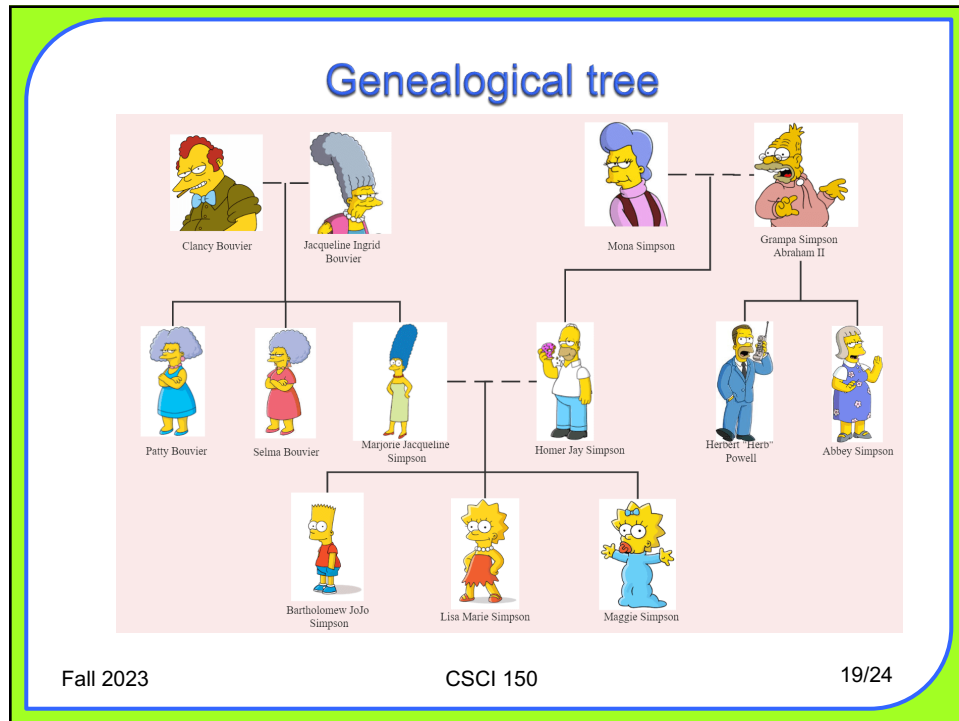 Genealogical tree
Clancy Bouvier
Jacqueline Ingrid
Bouvier
Mona Simpson
Grampa Simpson
Abraham II
Patty Bouvier
Selma Bouvier
Marjorie Jacqueline
Simpson
Homer Jay Simpson
Herbert "Herb"
Powell
Abbey Simpson
Bartholomew JoJo
Simpson
Lisa Marie Simpson
Maggie Simpson
Fall 2023
CSCI 150
19/24